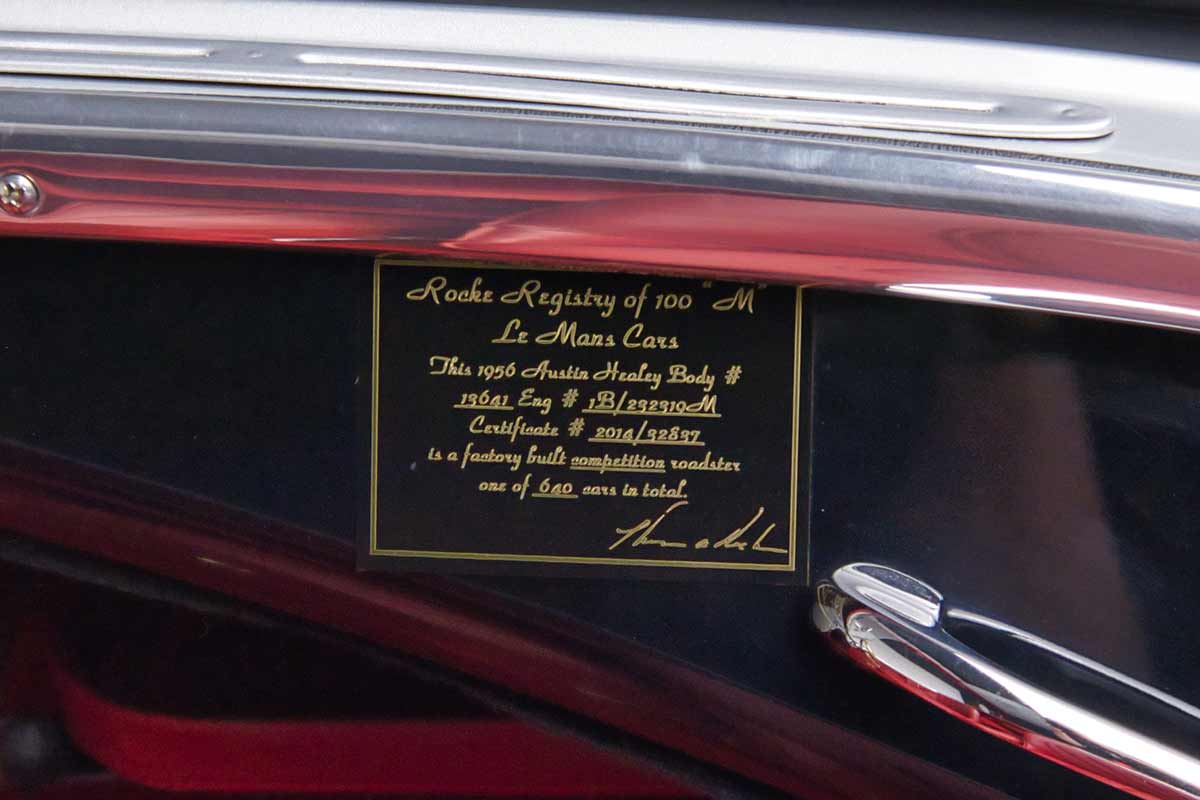 Rocke Registry of 100 "M"
Le Mans Cars
This 1956 Austin Healey Body #
13641 Eng # 1B/232319M
Certificate # 2014/32837
is a factory built competition roadster
one of 640 cars in total.